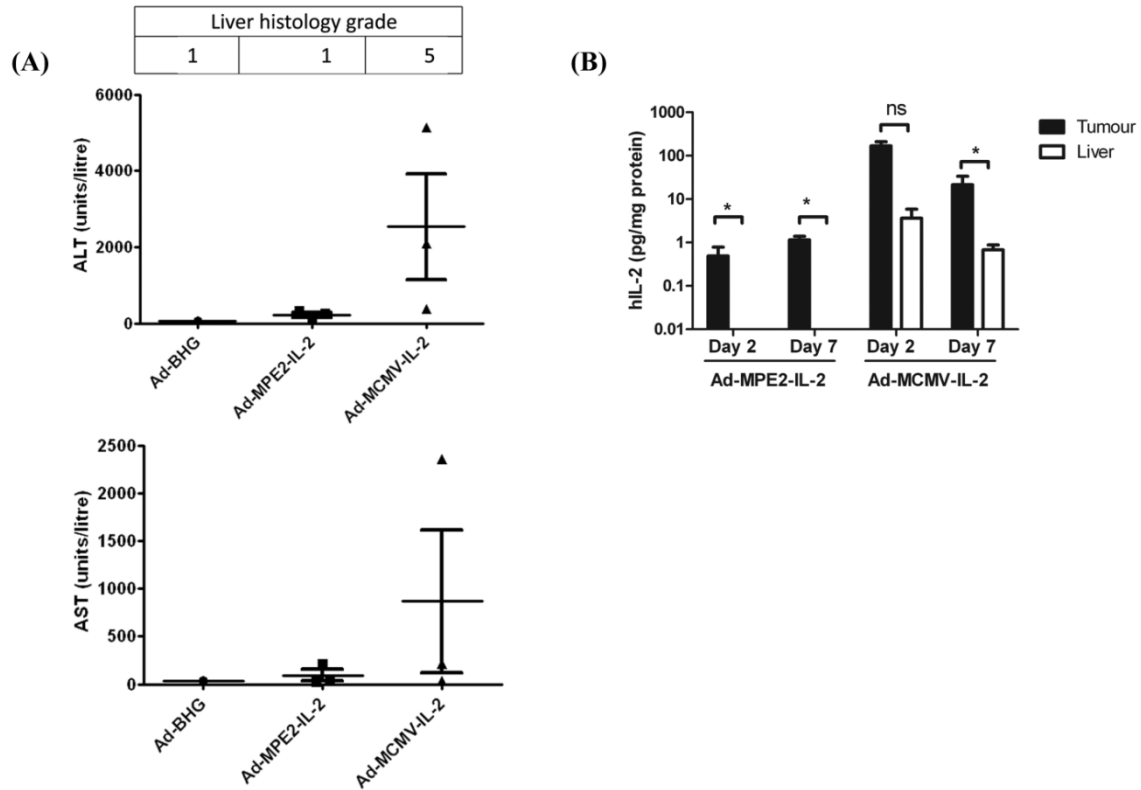 (A)
Liver histology grade
1 1 5
ALT (units/litre)
6000
4000
2000
0
Ad-BHG
Ad-MPE2-IL-2
Ad-MCMV-IL-2
AST (units/litre)
2500
2000
1500
1000
500
0
Ad-BHG
Ad-MPE2-IL-2
Ad-MCMV-IL-2
(B)
hIL-2 (pg/mg protein)
1000
100
10
1
0.1
0.01
* * ns *
Tumour
Liver
Day 2 Day 7 Day 2 Day 7
Ad-MPE2-IL-2 Ad-MCMV-IL-2